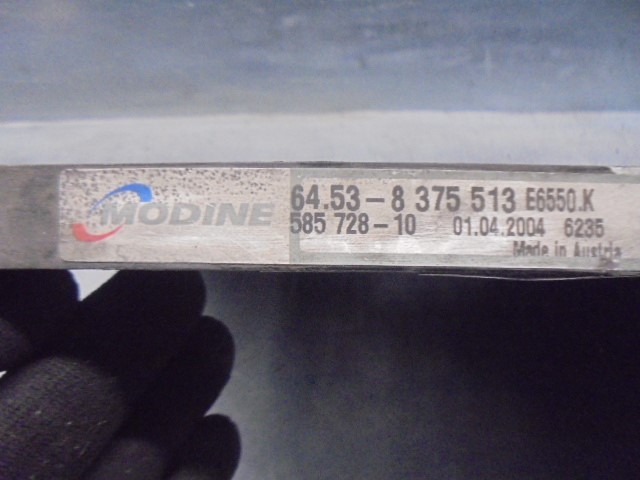 MODINE
64.53-8 375 513 E6550.K
585 728-10 01.04.2004 6235
Made in Austria